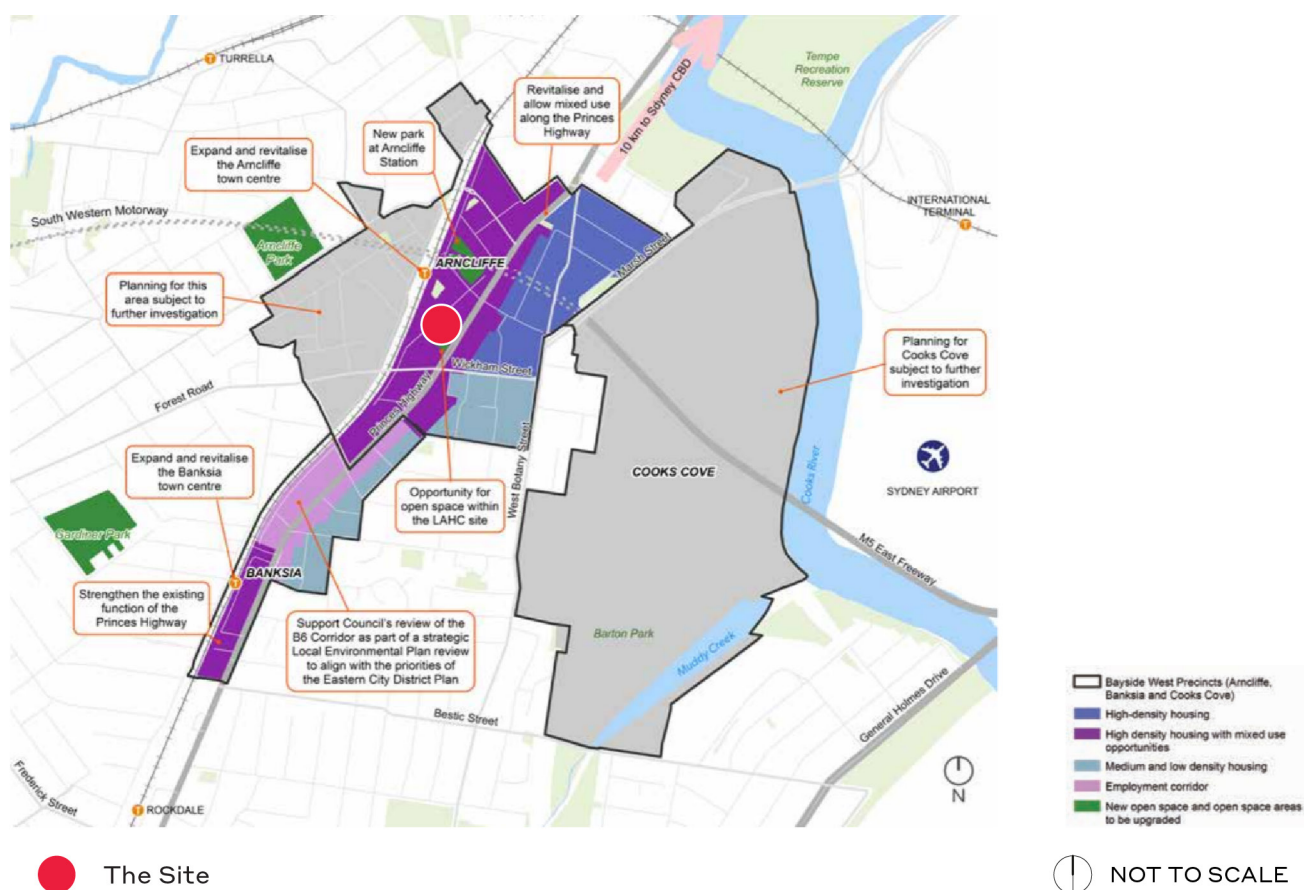 TURRELLA
Tempe
Recreation
Reserve
10 km to Sdyney CBD
Revitalise and
allow mixed use
along the Princes
Highway
New park
at Arncliffe
Station
Expand and revitalise
the Arncliffe
town centre
INTERNATIONAL
TERMINAL
South Western Motorway
Arncliffe
Park
ARNCLIFFE
Marsh Street
Planning for this
area subject to
further investigation
Planning for
Cooks Cove
subject to further
investigation
Wickham Street
Forest Road
Princes Highway
West Botany Street
Expand and revitalise
the Banksia
town centre
COOKS COVE
Cooks River
SYDNEY AIRPORT
Opportunity for
open space within
the LAHC site
Gardiner Park
M5 East Freeway
BANKSIA
Strengthen the existing
function of the
Princes Highway
Support Council's review of the
B6 Corridor as part of a strategic
Local Environmental Plan review
to align with the priorities of
the Eastern City District Plan
Barton Park
Muddy Creek
Bestic Street
General Holmes Drive
Frederick Street
ROCKDALE
N
Bayside West Precincts (Arncliffe,
Banksia and Cooks Cove)
High-density housing
High density housing with mixed use
opportunities
Medium and low density housing
Employment corridor
New open space and open space areas
to be upgraded
The Site
NOT TO SCALE